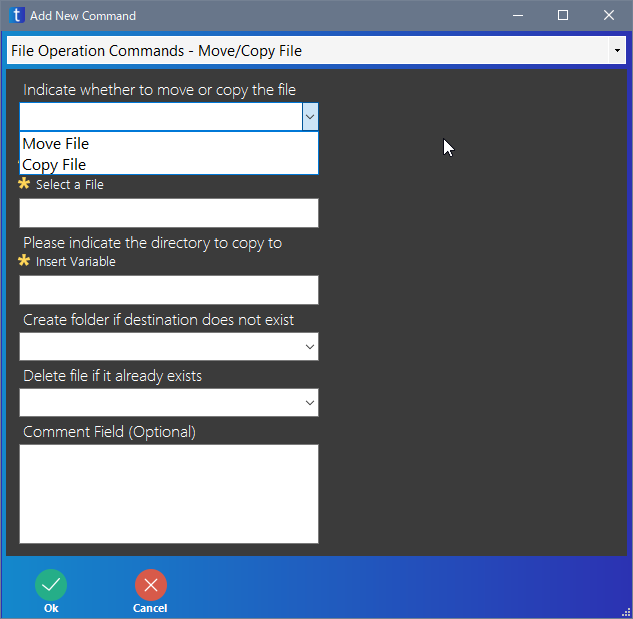 t Add New Command
File Operation Commands - Move/Copy File
Indicate whether to move or copy the file
Move File
Copy File
Select a File
Please indicate the directory to copy to
Insert Variable
Create folder if destination does not exist
Delete file if it already exists
Comment Field (Optional)
Ok
Cancel